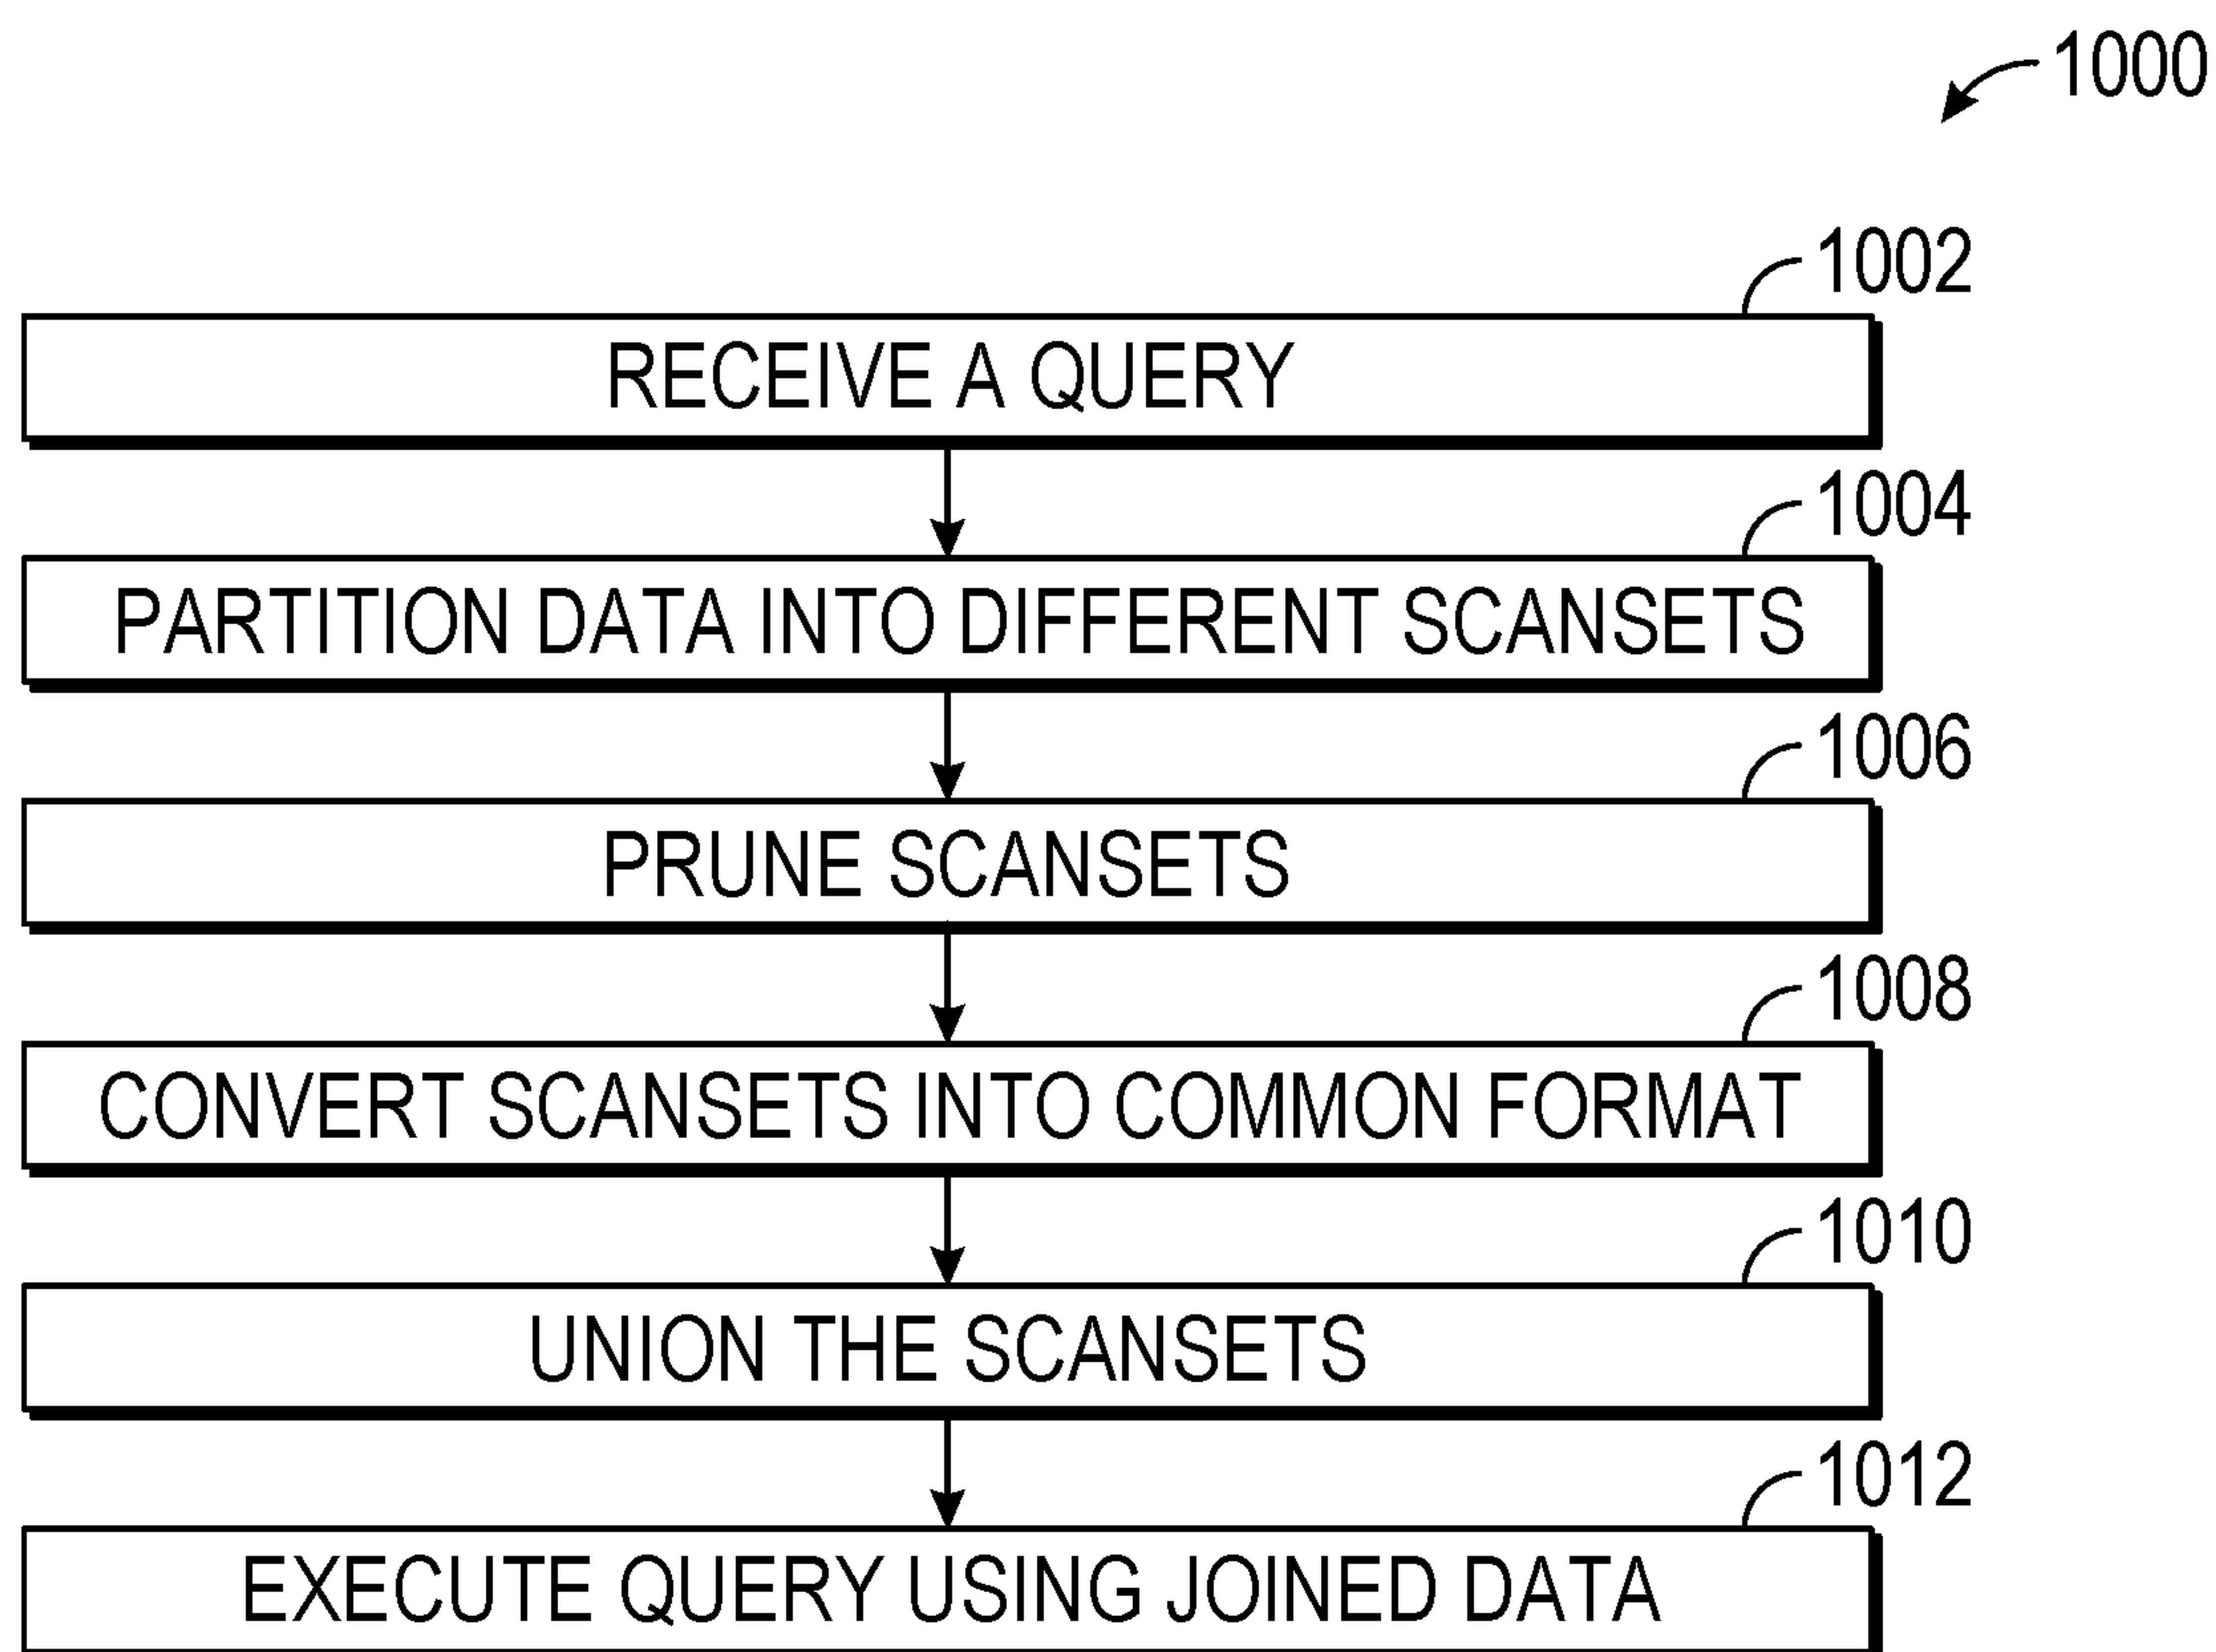 1000
1002
RECEIVE A QUERY
1004
PARTITION DATA INTO DIFFERENT SCANSETS
1006
PRUNE SCANSETS
1008
CONVERT SCANSETS INTO COMMON FORMAT
1010
UNION THE SCANSETS
1012
EXECUTE QUERY USING JOINED DATA